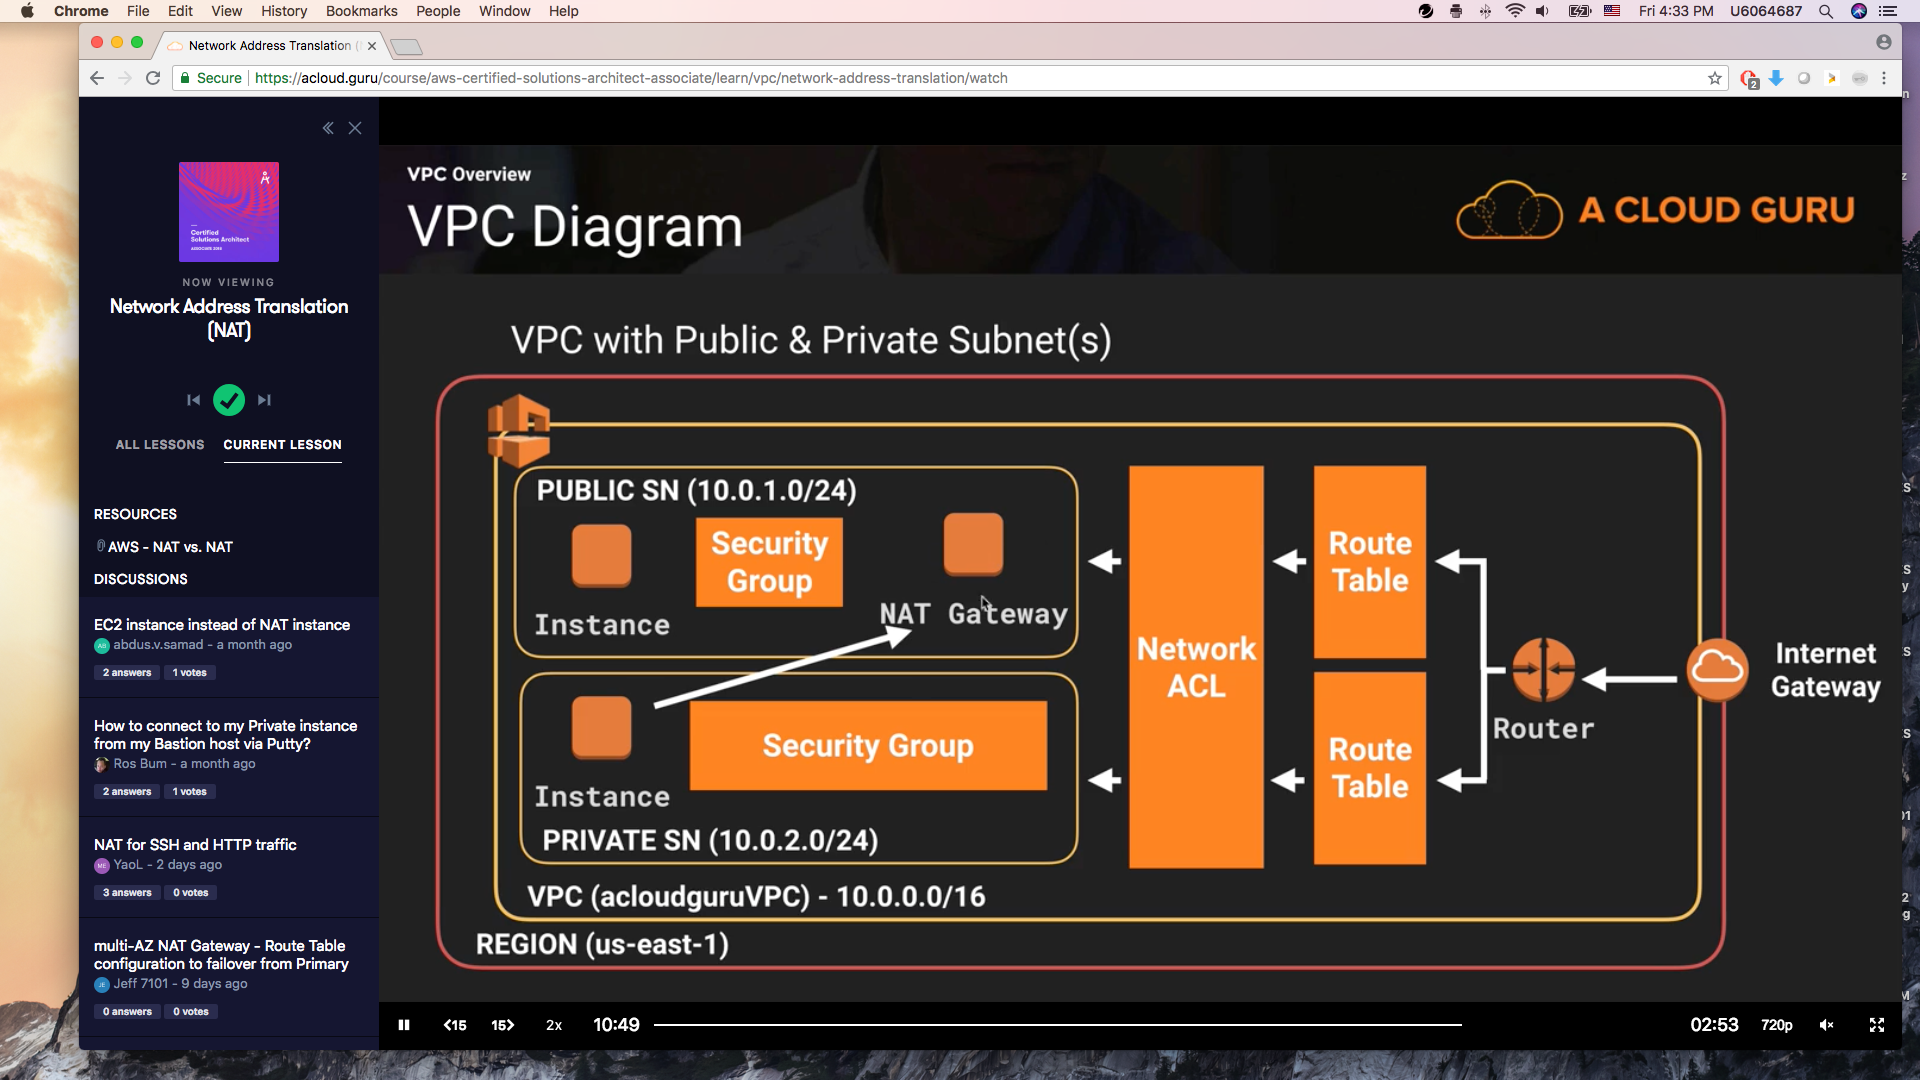 Chrome File Edit View History Bookmarks People Window Help
Fri 4:33 PM U6064687
Network Address Translation (
Secure https://acloud.guru/course/aws-certified-solutions-architect-associate/learn/vpc/network-address-translation/watch
2
Certified
Solutions Architect
NOW VIEWING
Network Address Translation
(NAT)
ALL LESSONS CURRENT LESSON
RESOURCES
AWS - NAT vs. NAT
DISCUSSIONS
EC2 instance instead of NAT instance
abdus.v.samad - a month ago
2 answers 1 votes
How to connect to my Private instance
from my Bastion host via Putty?
Ros Bum - a month ago
2 answers 1 votes
NAT for SSH and HTTP traffic
YaoL - 2 days ago
3 answers 0 votes
multi-AZ NAT Gateway - Route Table
configuration to failover from Primary
Jeff 7101 - 9 days ago
0 answers 0 votes
VPC Overview
VPC Diagram
A CLOUD GURU
VPC with Public & Private Subnet(s)
PUBLIC SN (10.0.1.0/24)
Instance
Security
Group
NAT Gateway
Instance
Security Group
PRIVATE SN (10.0.2.0/24)
VPC (acloudguruVPC) - 10.0.0.0/16
REGION (us-east-1)
Network
ACL
Route
Table
Route
Table
Router
Internet
Gateway
<15 15> 2x 10:49 02:53 720p